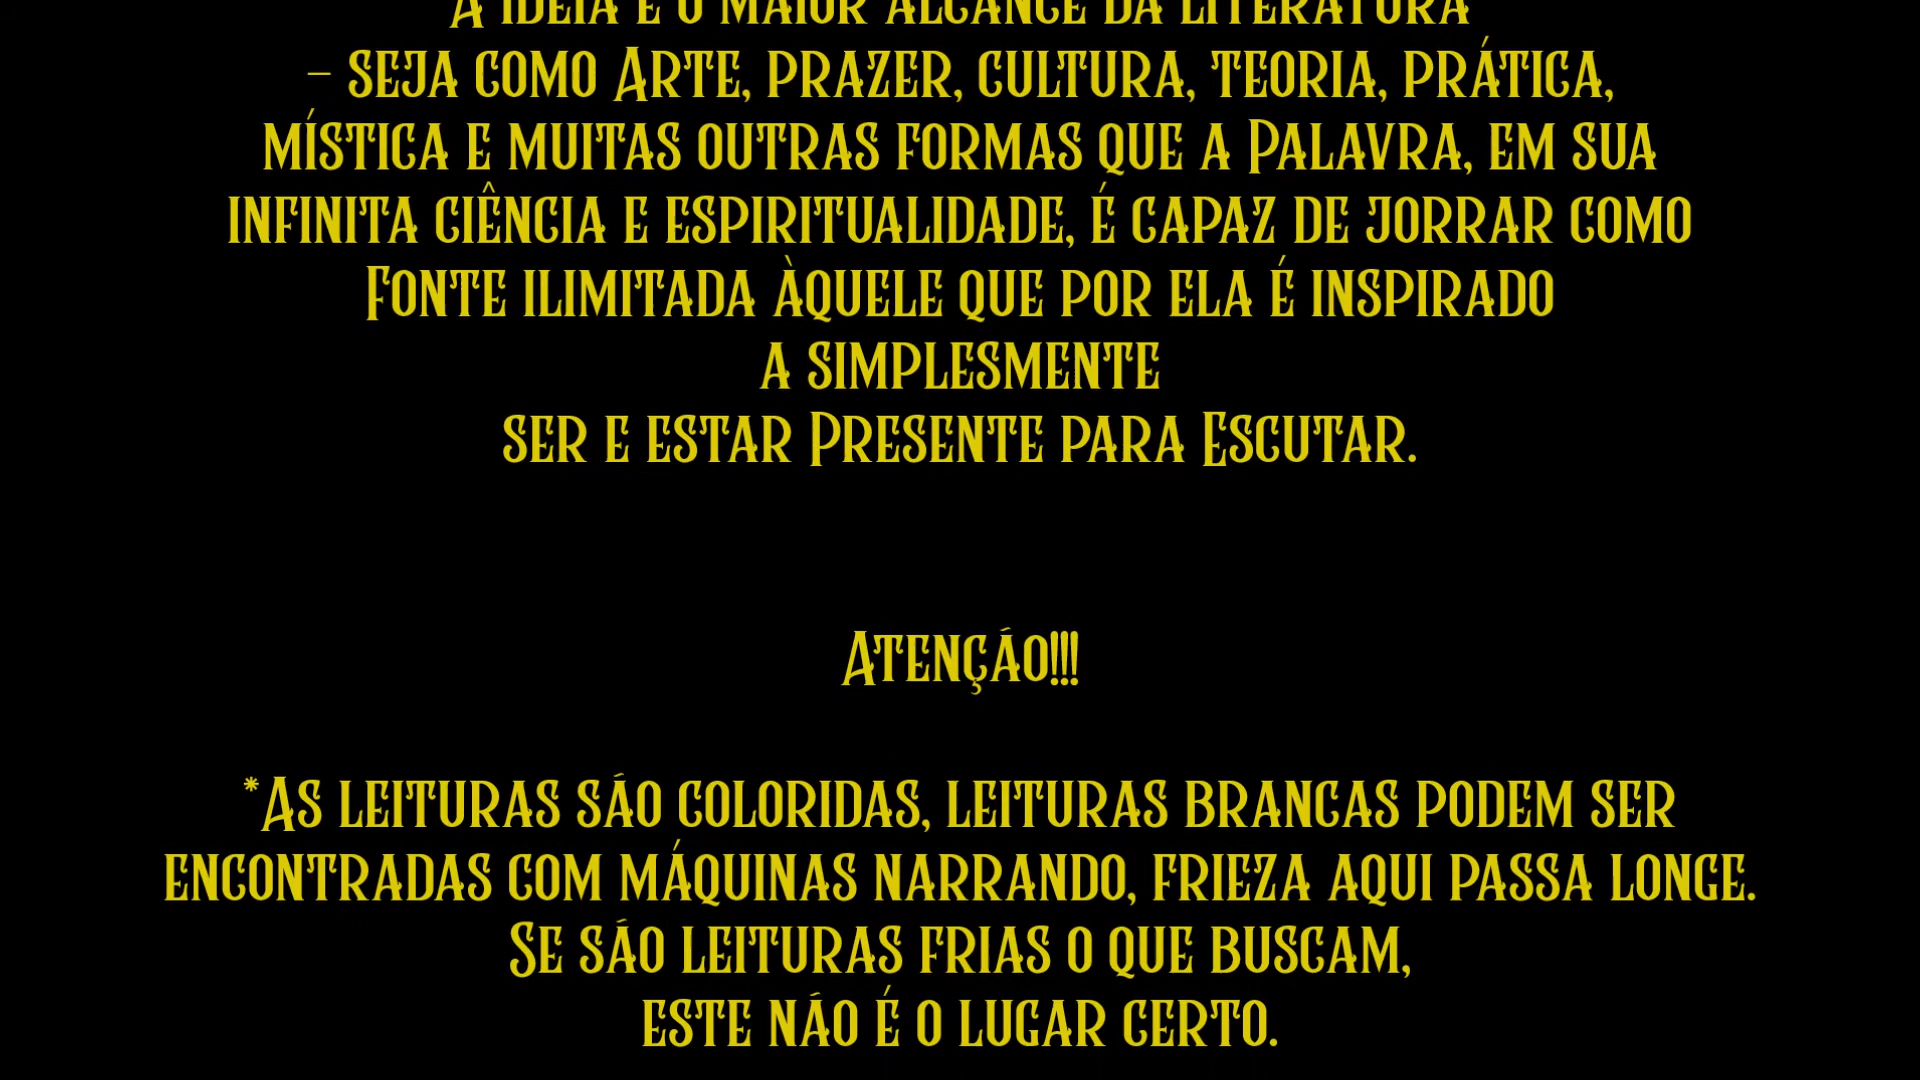 A ideia é o maior alcance da literatura
– seja como Arte, prazer, cultura, teoria, prática,
mística e muitas outras formas que a Palavra, em sua
infinita ciência e espiritualidade, é capaz de jorrar como
Fonte ilimitada àquele que por ela é inspirado
a simplesmente
ser e estar Presente para Escutar.
Atenção!!!
*As leituras são coloridas, leituras brancas podem ser
encontradas com máquinas narrando, frieza aqui passa longe.
Se são leituras frias o que buscam,
este não é o lugar certo.